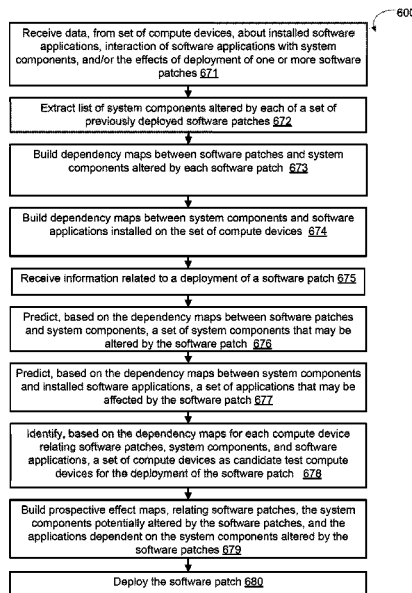 600
Receive data, from set of compute devices, about installed software
applications, interaction of software applications with system
components, and/or the effects of deployment of one or more software
patches 671
Extract list of system components altered by each of a set of
previously deployed software patches 672
Build dependency maps between software patches and system
components altered by each software patch 673
Build dependency maps between system components and software
applications installed on the set of compute devices 674
Receive information related to a deployment of a software patch 675
Predict, based on the dependency maps between software patches
and system components, a set of system components that may be
altered by the software patch 676
Predict, based on the dependency maps between system components
and installed software applications, a set of applications that may be
affected by the software patch 677
Identify, based on the dependency maps for each compute device
relating software patches, system components, and software
applications, a set of compute devices as candidate test compute
devices for the deployment of the software patch 678
Build prospective effect maps, relating software patches, the system
components potentially altered by the software patches, and the
applications dependent on the system components altered by the
software patches 679
Deploy the software patch 680